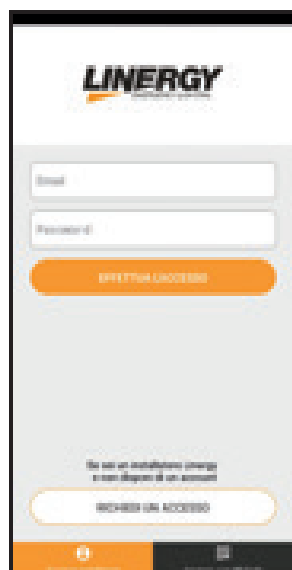 LINERGY
Email
Password
EFFETTUA L'ACCESSO
Se sei un installatore Linergy
e non disponi di un account
RICHIEDI UN ACCESSO